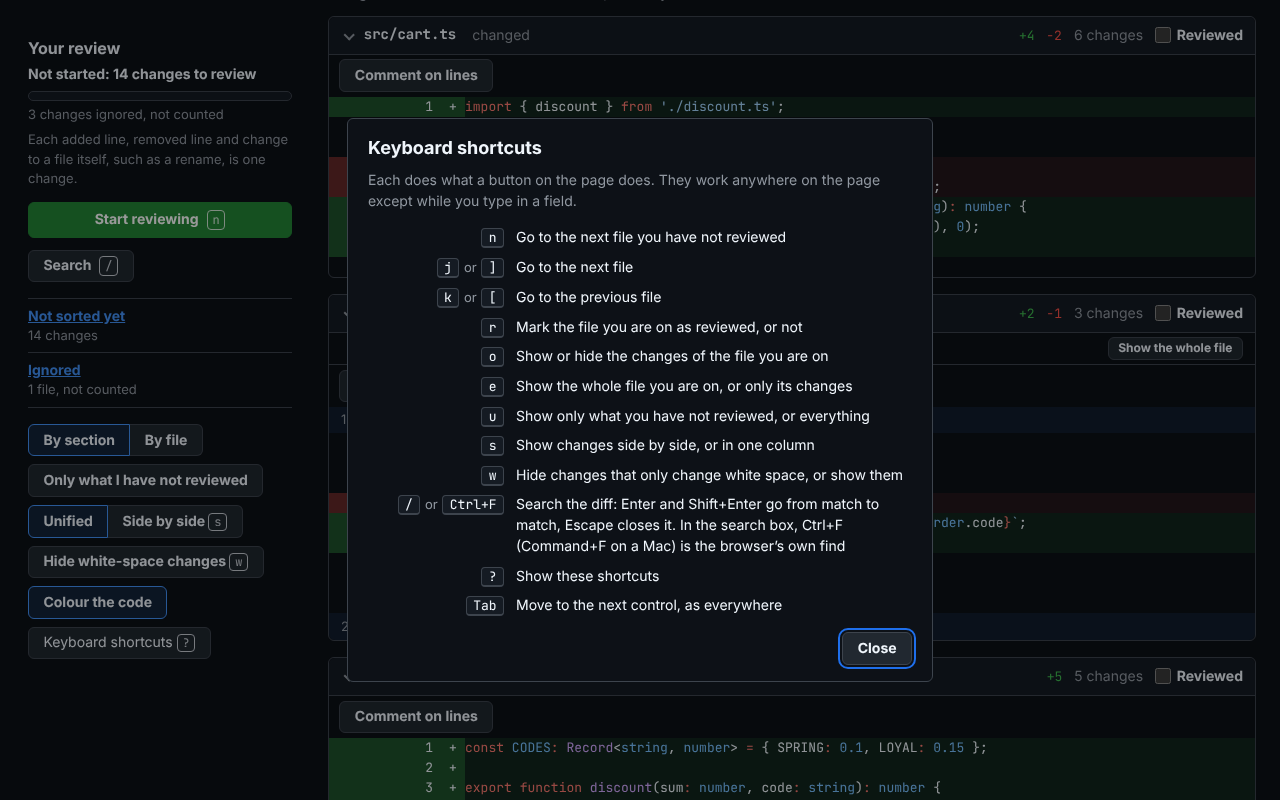 Your review
Not started: 14 changes to review
3 changes ignored, not counted
Each added line, removed line and change
to a file itself, such as a rename, is one
change.
Start reviewing n
Search /
Not sorted yet
14 changes
Ignored
1 file, not counted
By section By file
Only what I have not reviewed
Unified Side by side s
Hide white-space changes w
Colour the code
Keyboard shortcuts ?
src/cart.ts changed +4 -2 6 changes Reviewed
Comment on lines
1 + import { discount } from './discount.ts';
;
g): number {
), 0);
+2 -1 3 changes Reviewed
Show the whole file
1
rder.code}`;
2
Keyboard shortcuts
Each does what a button on the page does. They work anywhere on the page
except while you type in a field.
n Go to the next file you have not reviewed
j or ] Go to the next file
k or [ Go to the previous file
r Mark the file you are on as reviewed, or not
o Show or hide the changes of the file you are on
e Show the whole file you are on, or only its changes
u Show only what you have not reviewed, or everything
s Show changes side by side, or in one column
w Hide changes that only change white space, or show them
/ or Ctrl+F Search the diff: Enter and Shift+Enter go from match to
match, Escape closes it. In the search box, Ctrl+F
(Command+F on a Mac) is the browser’s own find
? Show these shortcuts
Tab Move to the next control, as everywhere
Close
+5 5 changes Reviewed
Comment on lines
1 + const CODES: Record<string, number> = { SPRING: 0.1, LOYAL: 0.15 };
2 +
3 + export function discount(sum: number, code: string): number {